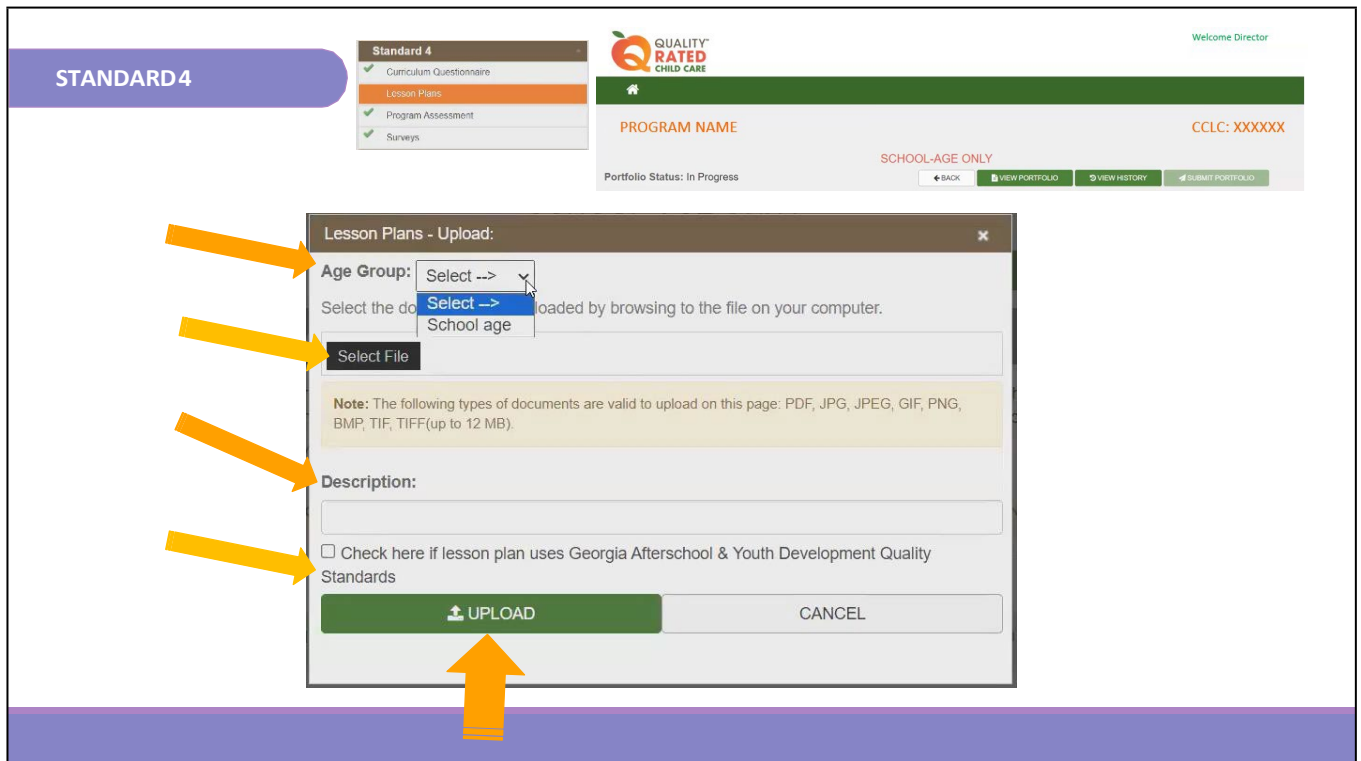 STANDARD 4
Standard 4
Curriculum Questionnaire
Lesson Plans
Program Assessment
Surveys
QUALITY™
RATED
CHILD CARE
Welcome Director
PROGRAM NAME
CCLC: XXXXXX
SCHOOL-AGE ONLY
Portfolio Status: In Progress
BACK
VIEW PORTFOLIO
VIEW HISTORY
SUBMIT PORTFOLIO
Lesson Plans - Upload:
Age Group: Select -->
Select the do
Select -->
loaded by browsing to the file on your computer.
School age
Select File
Note: The following types of documents are valid to upload on this page: PDF, JPG, JPEG, GIF, PNG,
BMP, TIF, TIFF(up to 12 MB).
Description:
Check here if lesson plan uses Georgia Afterschool & Youth Development Quality
Standards
UPLOAD
CANCEL